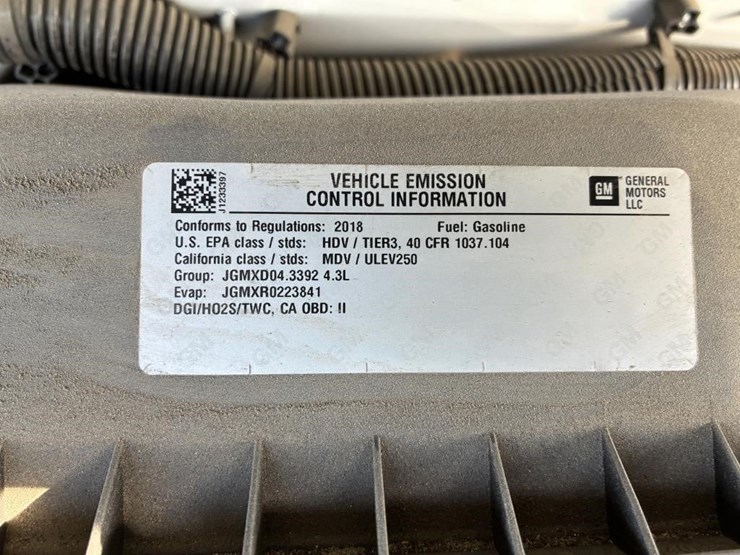 J1233397
VEHICLE EMISSION
CONTROL INFORMATION
GM
GENERAL
MOTORS
LLC
Conforms to Regulations: 2018 Fuel: Gasoline
U.S. EPA class / stds: HDV / TIER3, 40 CFR 1037.104
California class / stds: MDV / ULEV250
Group: JGMXD04.3392 4.3L
Evap: JGMXR0223841
DGI/HO2S/TWC, CA OBD: II